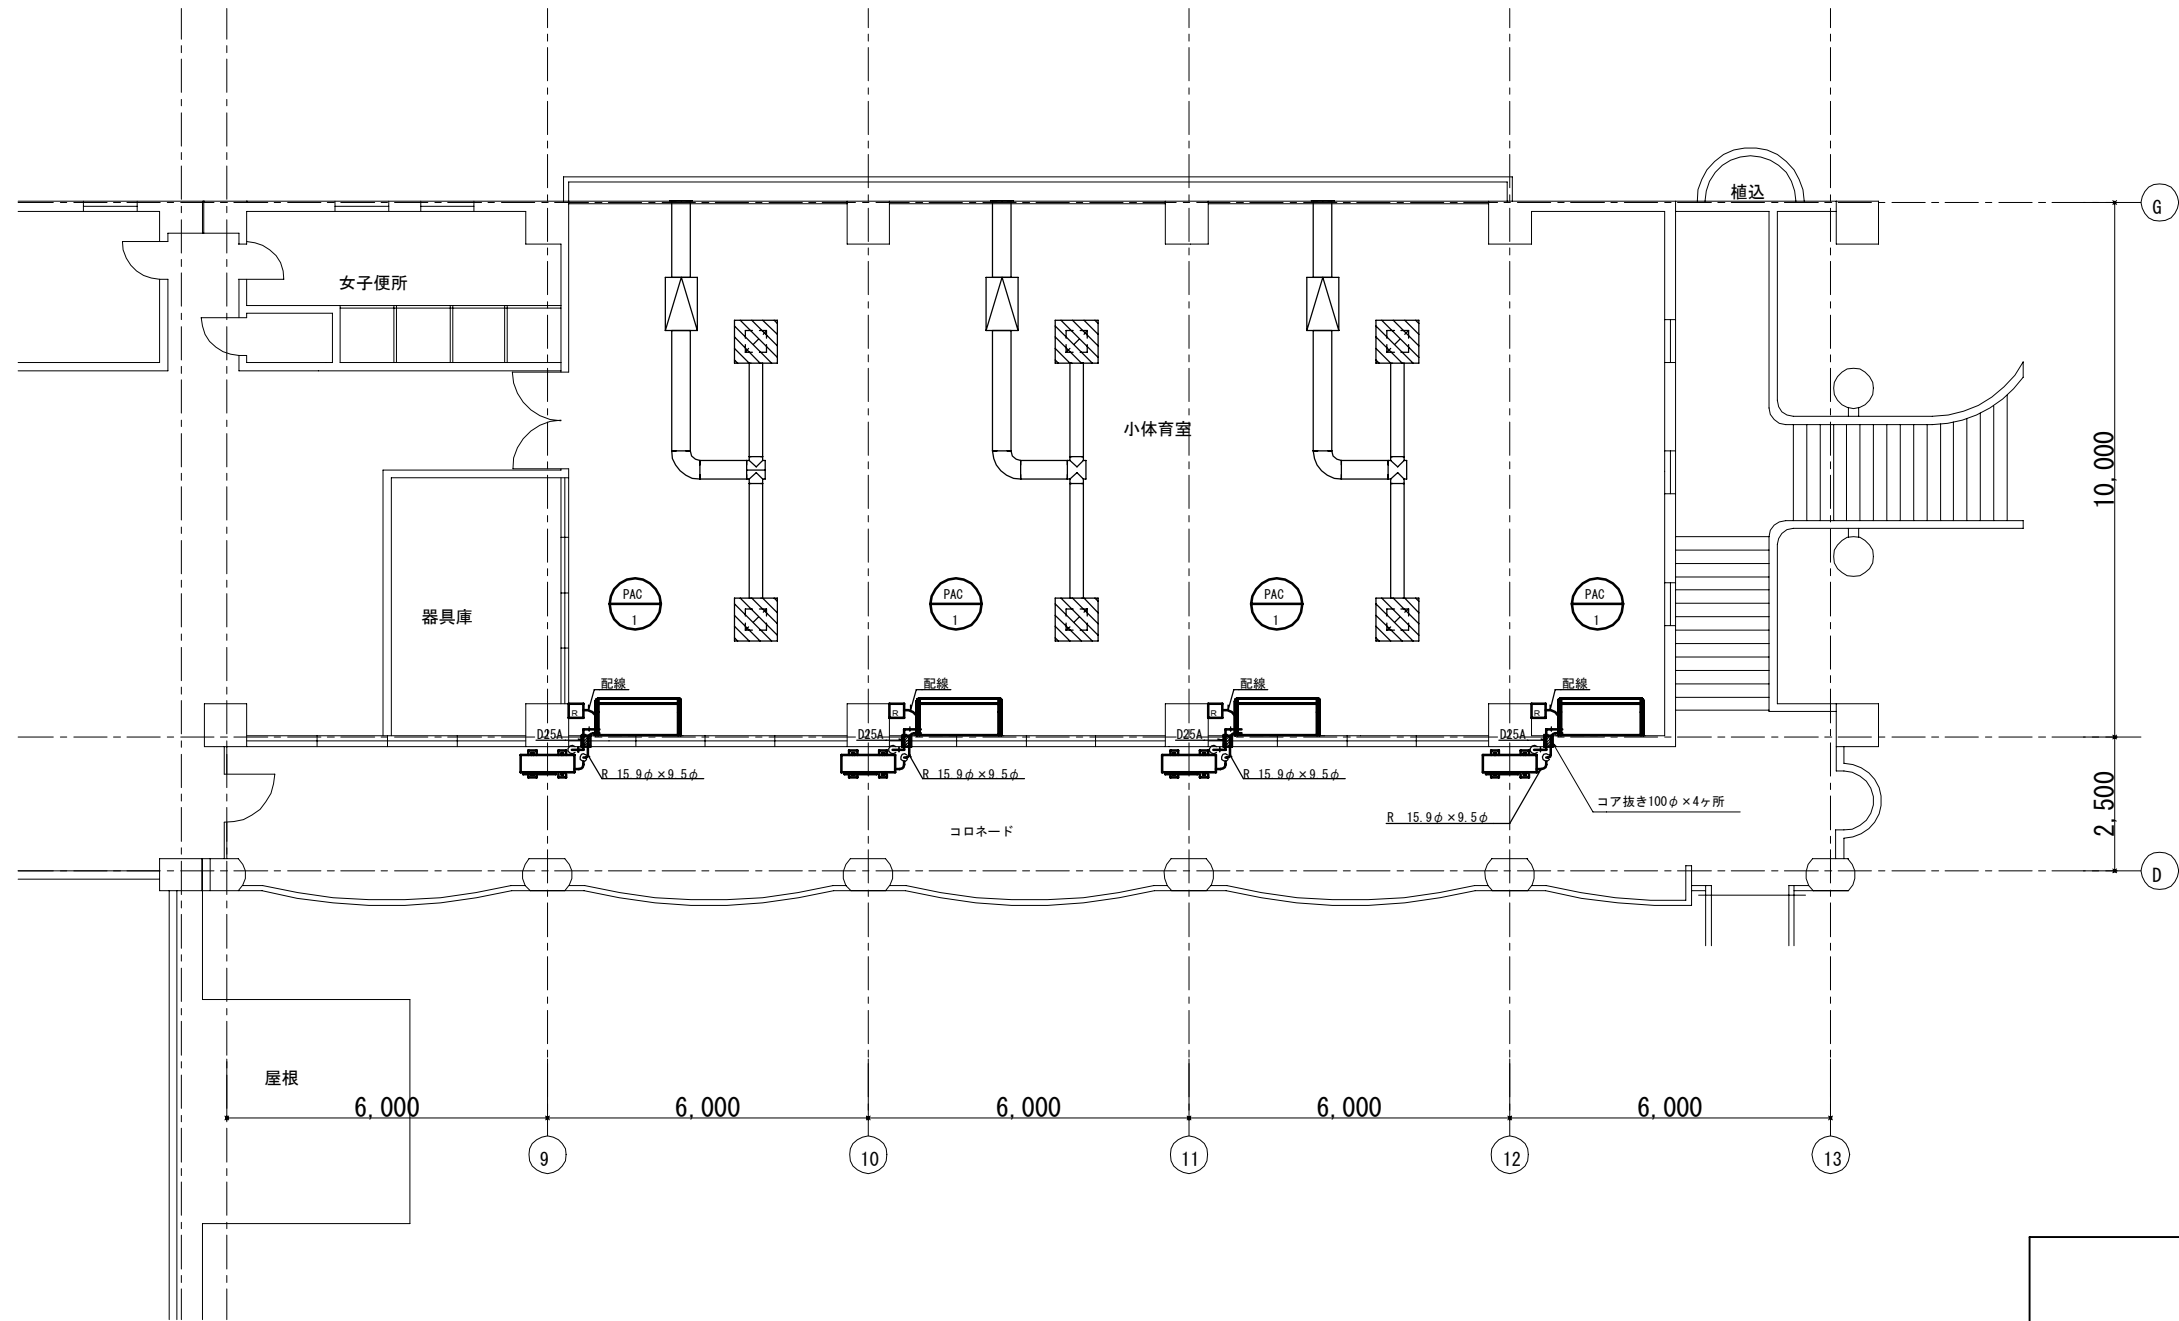 植込
G
女子便所
小体育室
10,000
器具庫
PAC
1
PAC
1
PAC
1
PAC
1
配線
配線
配線
配線
R
R
R
R
D25A
D25A
D25A
D25A
R 15.9φ×9.5φ
R 15.9φ×9.5φ
R 15.9φ×9.5φ
R 15.9φ×9.5φ
コア抜き100φ×4ヶ所
2,500
コロネード
D
屋根
6,000
6,000
6,000
6,000
6,000
9
10
11
12
13